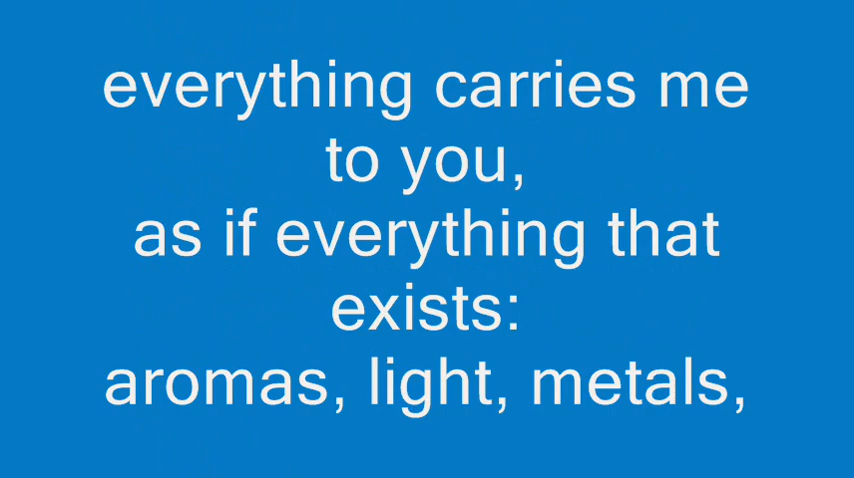 everything carries me
to you,
as if everything that
exists:
aromas, light, metals,